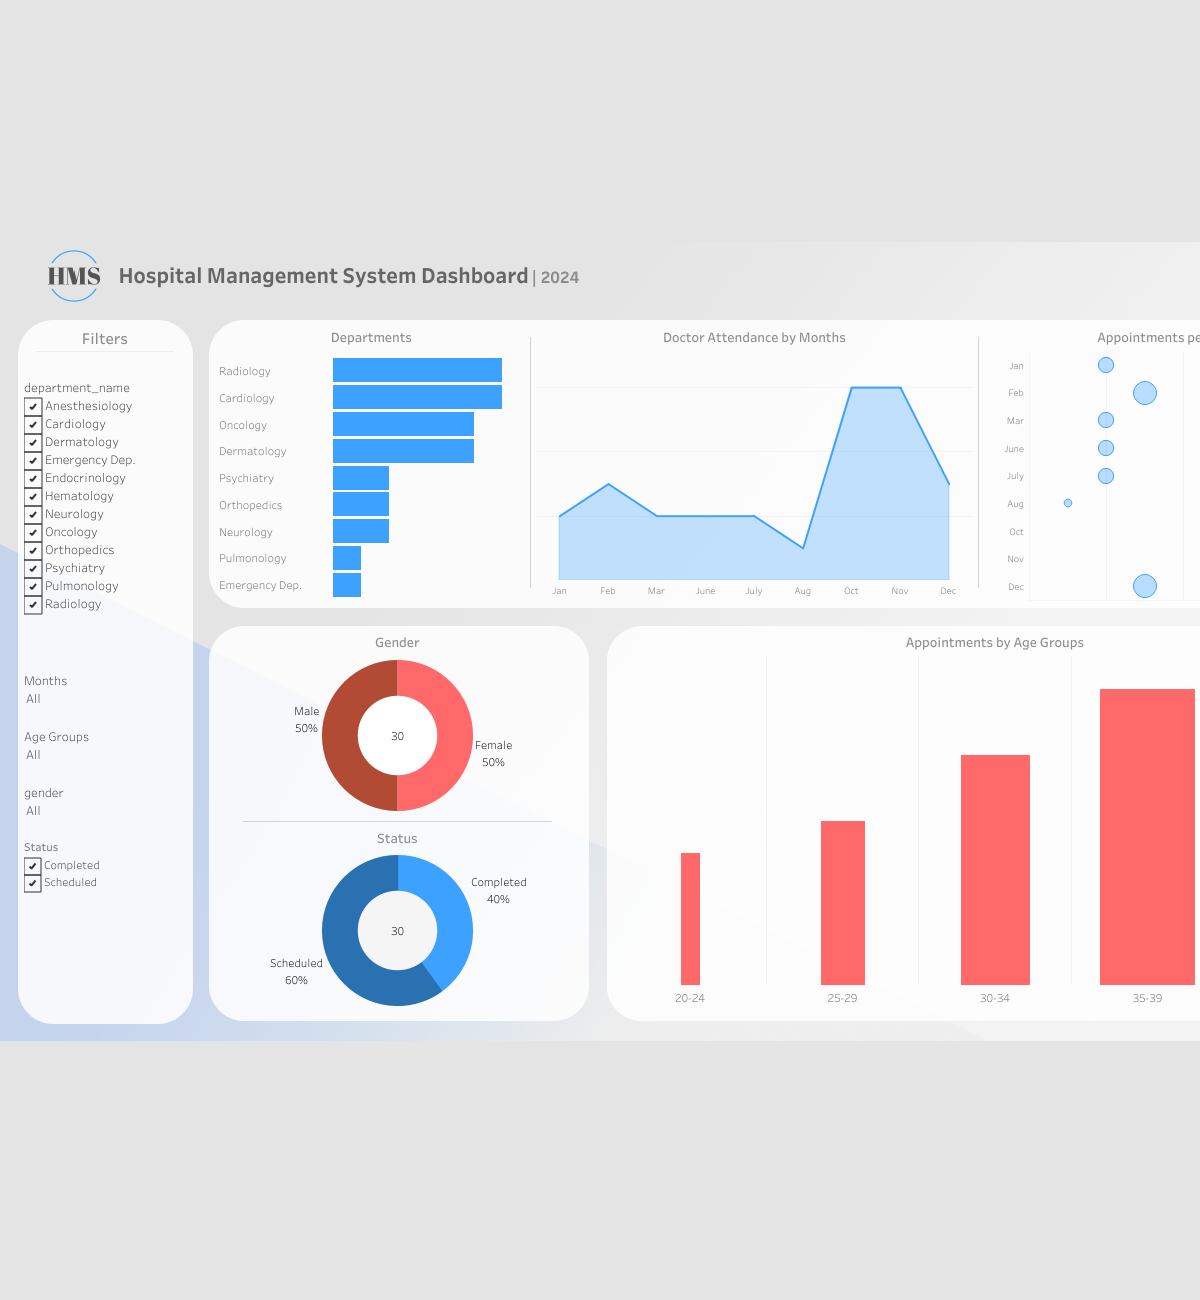 HMS
Hospital Management System Dashboard | 2024
Filters
department_name
Anesthesiology
Cardiology
Dermatology
Emergency Dep.
Endocrinology
Hematology
Neurology
Oncology
Orthopedics
Psychiatry
Pulmonology
Radiology
Months
All
Age Groups
All
gender
All
Status
Completed
Scheduled
Departments
Radiology
Cardiology
Oncology
Dermatology
Psychiatry
Orthopedics
Neurology
Pulmonology
Emergency Dep.
Doctor Attendance by Months
Jan Feb Mar June July Aug Oct Nov Dec
Appointments pe
Jan
Feb
Mar
June
July
Aug
Oct
Nov
Dec
Gender
Male
50%
30
Female
50%
Status
Completed
40%
30
Scheduled
60%
Appointments by Age Groups
20-24 25-29 30-34 35-39